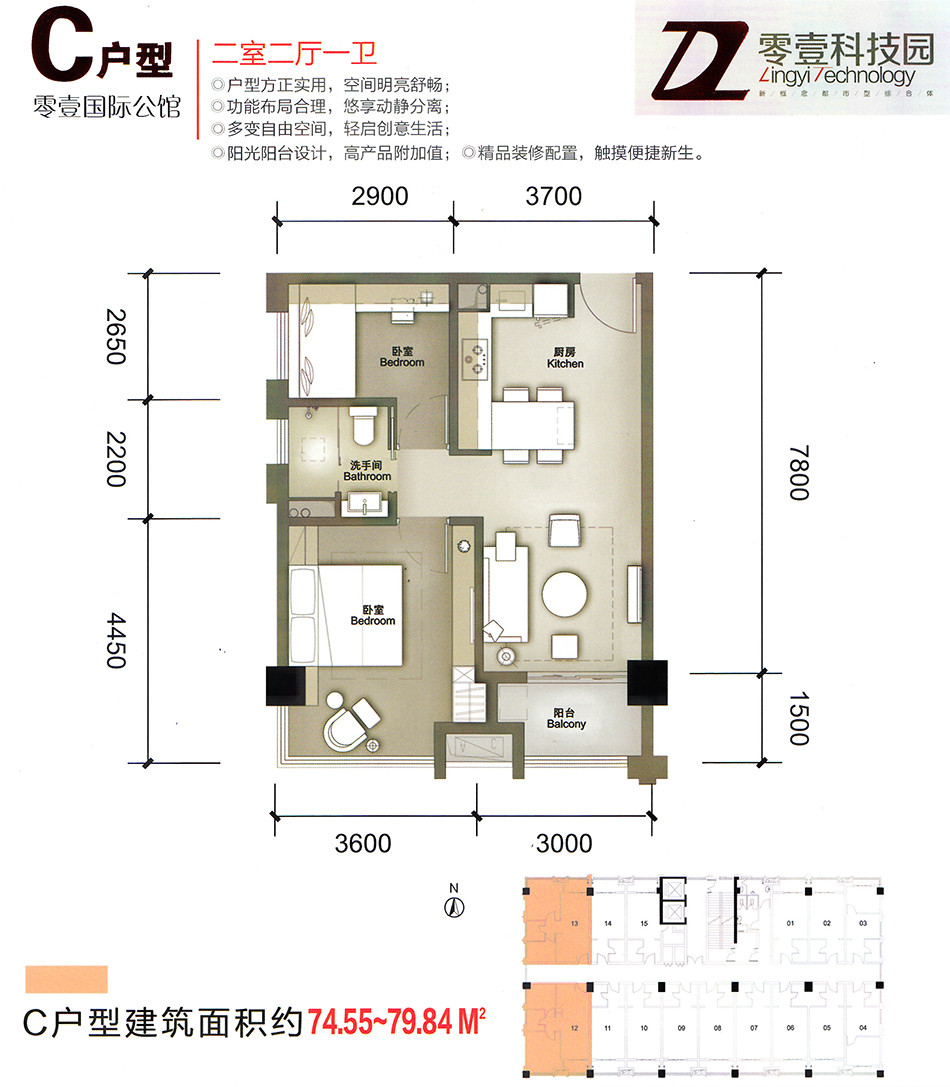 C户型
零壹国际公馆
二室二厅一卫
◎户型方正实用，空间明亮舒畅；
◎功能布局合理，悠享动静分离；
◎多变自由空间，轻启创意生活；
◎阳光阳台设计，高产品附加值； ◎精品装修配置，触摸便捷新生。
零壹科技园
Lingyi Technology
新/概/念/都/市/型/综/合/体
2900 3700
2650
2200
4450
7800
1500
卧室
Bedroom
厨房
Kitchen
洗手间
Bathroom
卧室
Bedroom
阳台
Balcony
A C
3600 3000
N
13 14 15 01 02 03
12 11 10 09 08 07 06 05 04
C户型建筑面积约74.55~79.84 M²